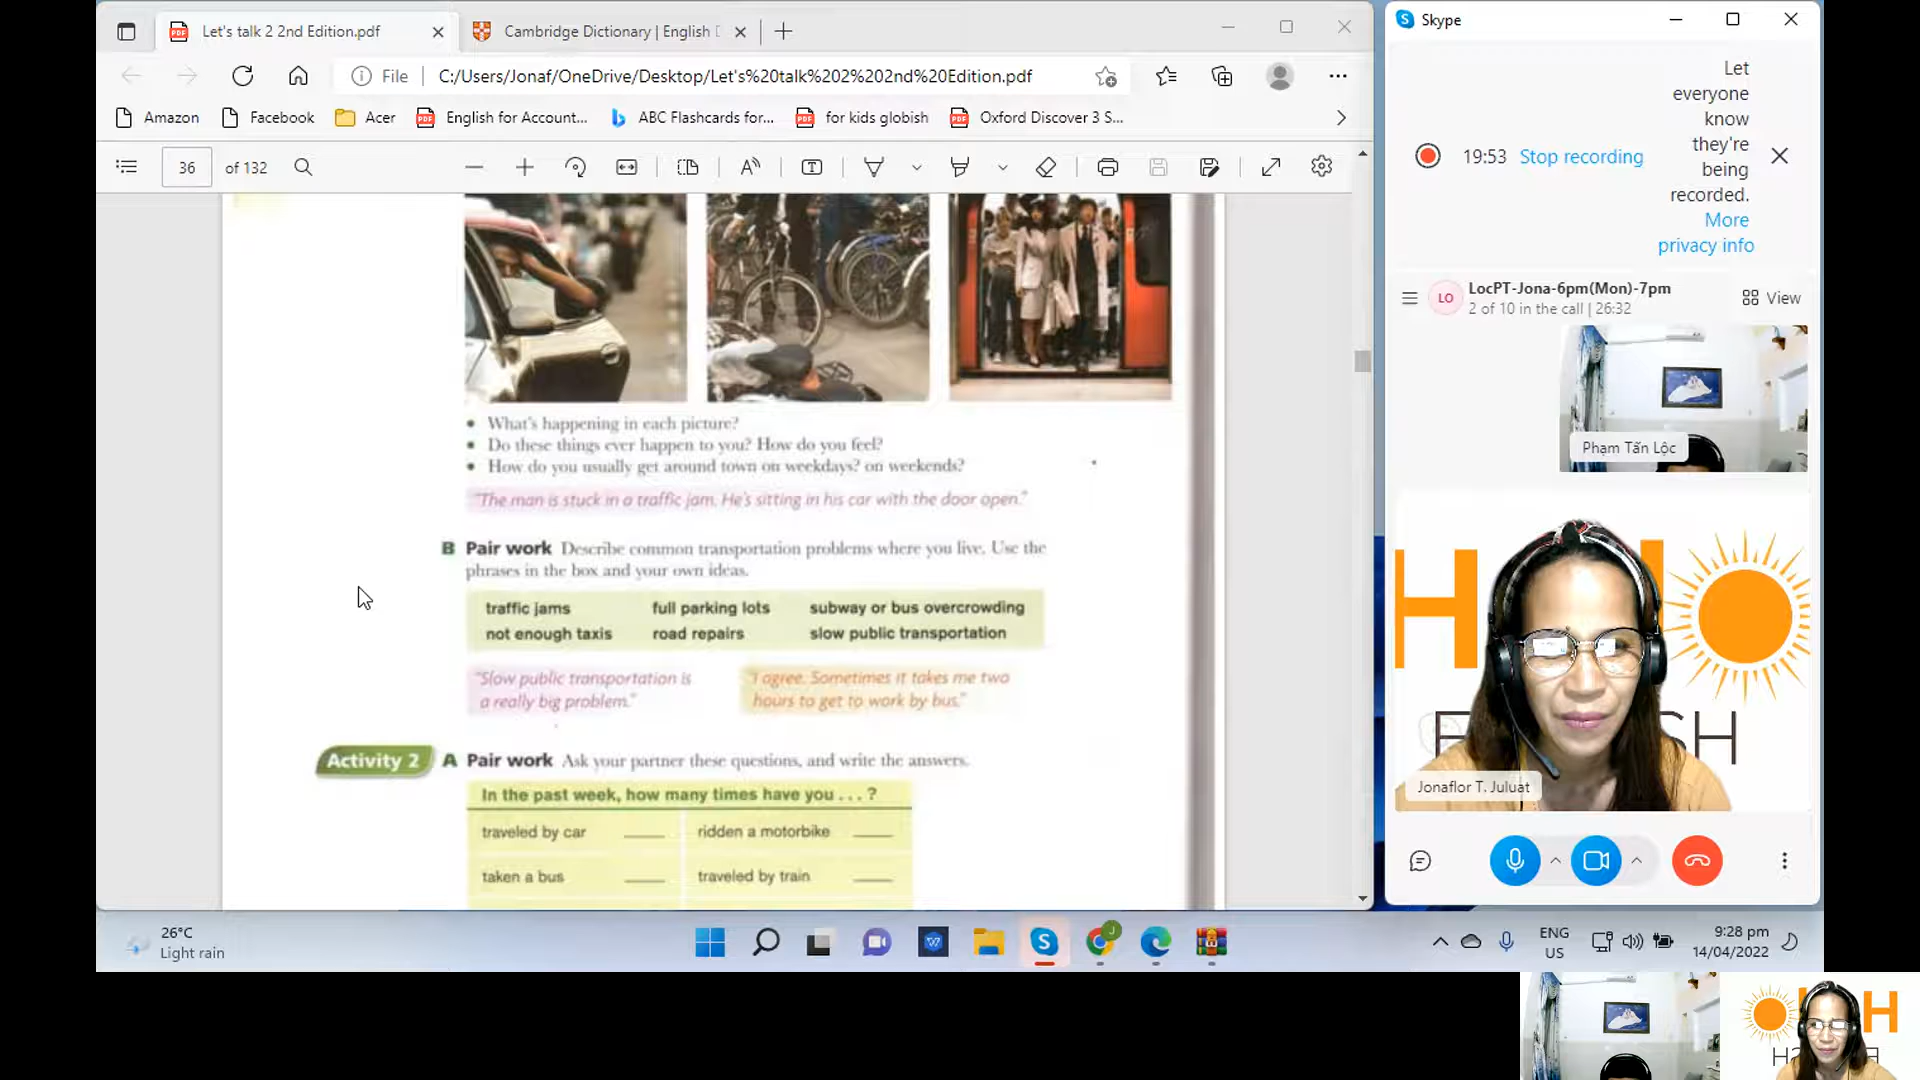 Let's talk 2 2nd Edition.pdf
Cambridge Dictionary | English D
File
C:/Users/Jonaf/OneDrive/Desktop/Let's%20talk%202%202nd%20Edition.pdf
Amazon
Facebook
Acer
English for Account...
ABC Flashcards for...
for kids globish
Oxford Discover 3 S...
36 of 132
• What's happening in each picture?
• Do these things ever happen to you? How do you feel?
• How do you usually get around town on weekdays? on weekends?
"The man is stuck in a traffic jam. He's sitting in his car with the door open."
B Pair work Describe common transportation problems where you live. Use the
phrases in the box and your own ideas.
traffic jams full parking lots subway or bus overcrowding
not enough taxis road repairs slow public transportation
"Slow public transportation is
a really big problem."
"I agree. Sometimes it takes me two
hours to get to work by bus."
Activity 2 A Pair work Ask your partner these questions, and write the answers.
In the past week, how many times have you . . . ?
traveled by car ____ ridden a motorbike ____
taken a bus ____ traveled by train ____
Skype
19:53 Stop recording
Let
everyone
know
they're
being
recorded.
More
privacy info
LO
LocPT-Jona-6pm(Mon)-7pm
2 of 10 in the call | 26:32
View
Phạm Tấn Lộc
Jonaflor T. Juluat
26°C
Light rain
ENG
US
9:28 pm
14/04/2022